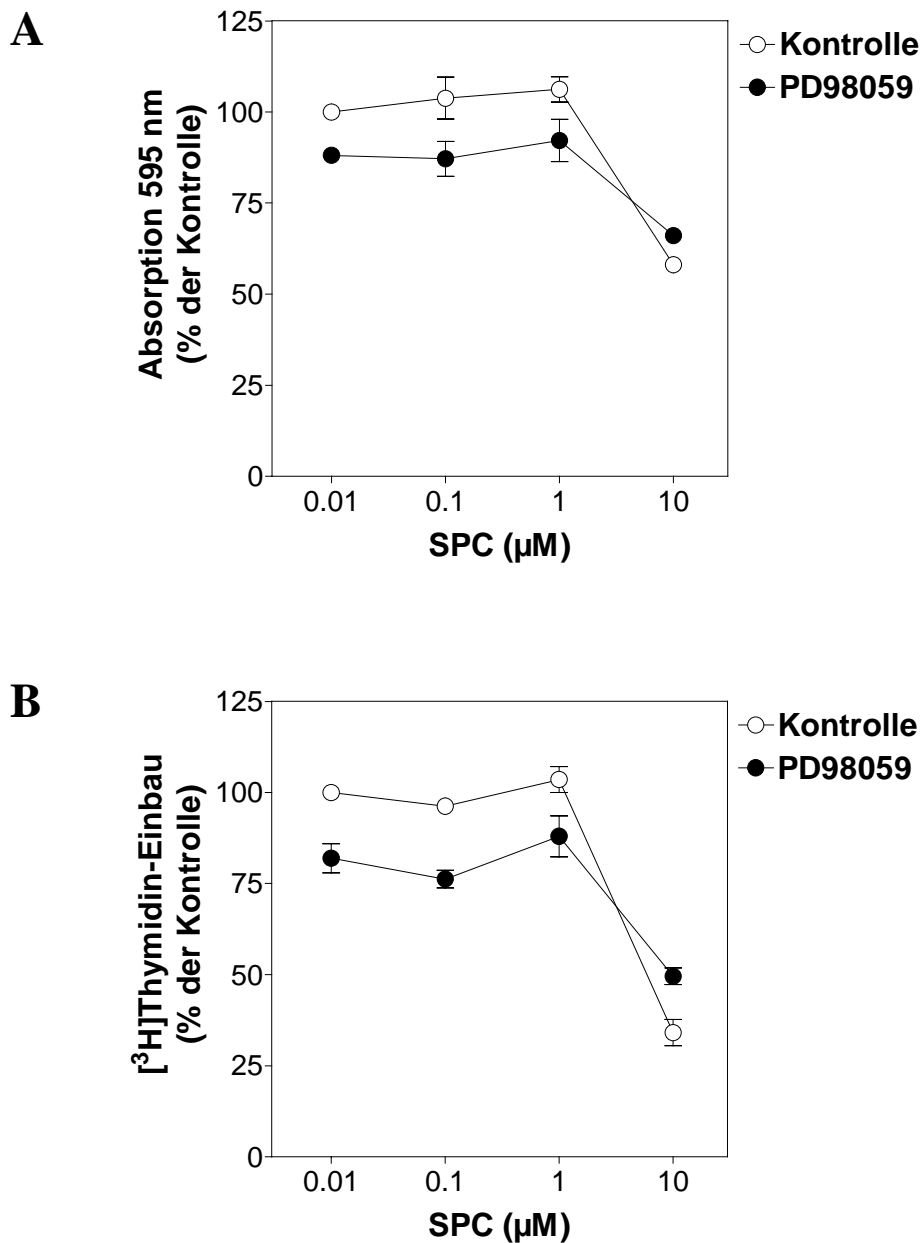 A
Absorption 595 nm
(% der Kontrolle)
125
100
75
50
25
0
0.01 0.1 1 10
SPC (µM)
Kontrolle
PD98059
B
[³H]Thymidin-Einbau
(% der Kontrolle)
125
100
75
50
25
0
0.01 0.1 1 10
SPC (µM)
Kontrolle
PD98059